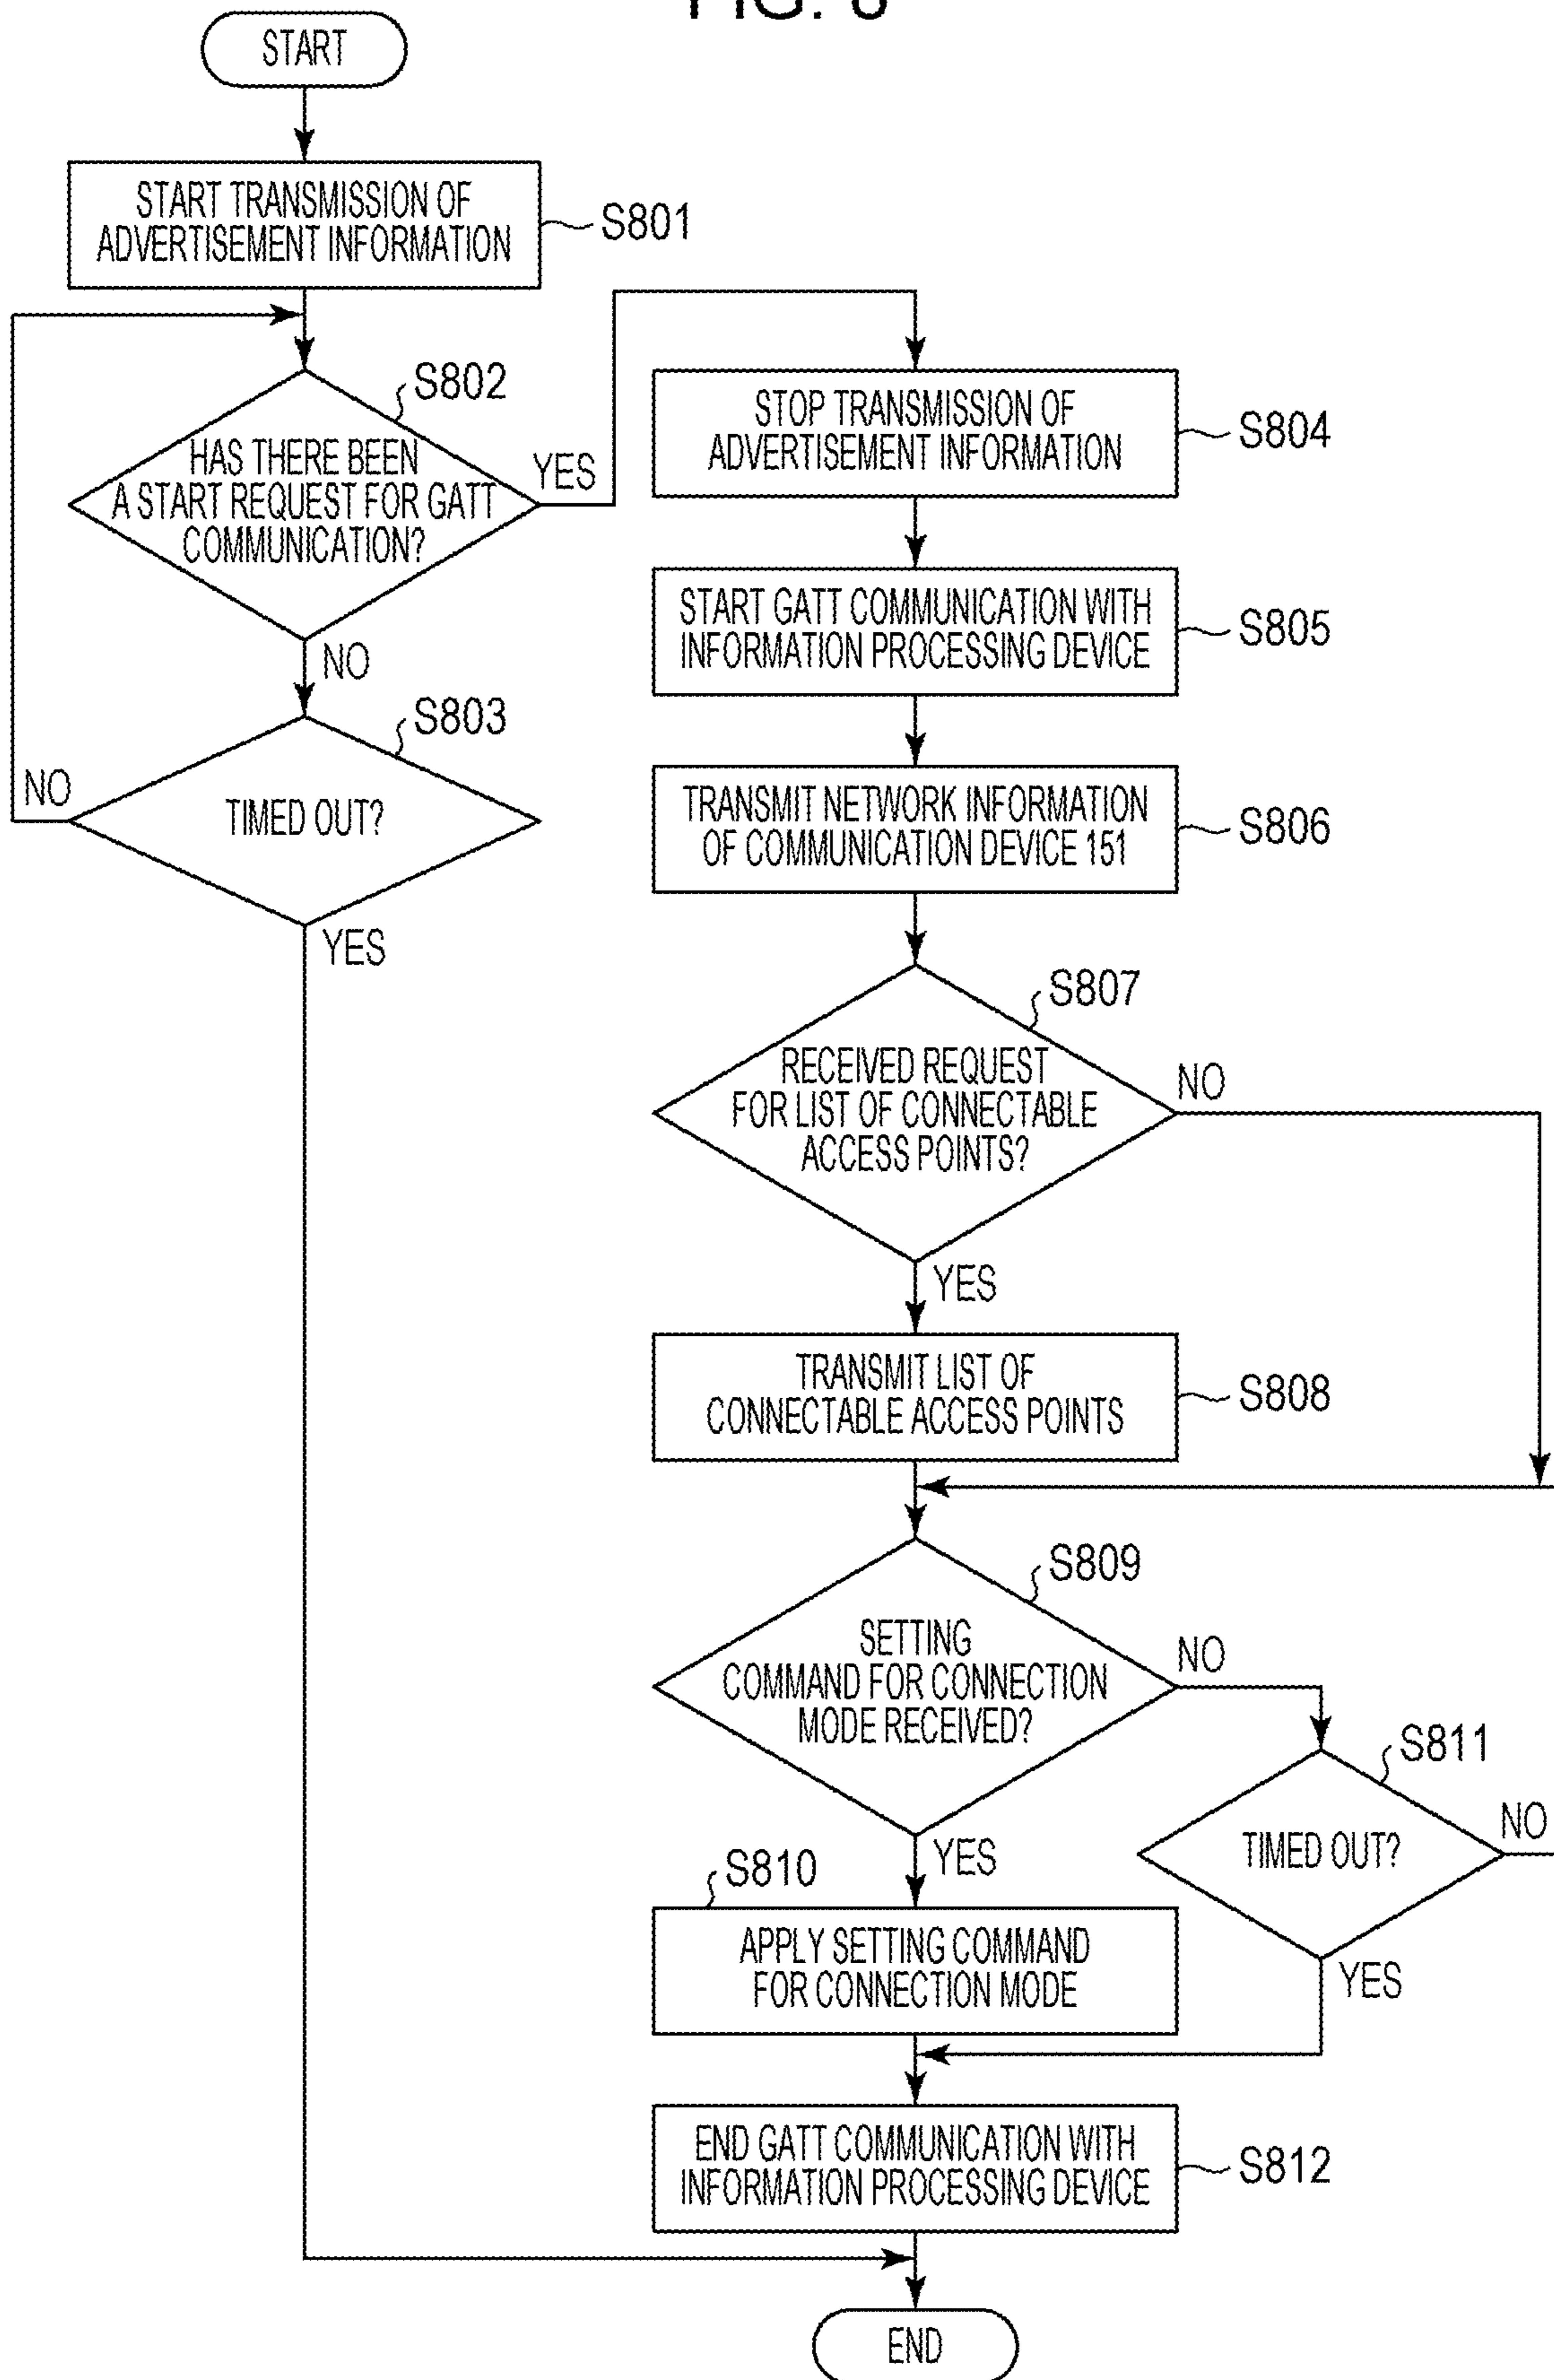 START
START TRANSMISSION OF
ADVERTISEMENT INFORMATION
S801
S802
HAS THERE BEEN
A START REQUEST FOR GATT
COMMUNICATION?
YES
NO
S803
TIMED OUT?
NO
YES
STOP TRANSMISSION OF
ADVERTISEMENT INFORMATION
S804
START GATT COMMUNICATION WITH
INFORMATION PROCESSING DEVICE
S805
TRANSMIT NETWORK INFORMATION
OF COMMUNICATION DEVICE 151
S806
S807
RECEIVED REQUEST
FOR LIST OF CONNECTABLE
ACCESS POINTS?
NO
YES
TRANSMIT LIST OF
CONNECTABLE ACCESS POINTS
S808
S809
SETTING
COMMAND FOR CONNECTION
MODE RECEIVED?
NO
YES
S811
TIMED OUT?
NO
YES
S810
APPLY SETTING COMMAND
FOR CONNECTION MODE
END GATT COMMUNICATION WITH
INFORMATION PROCESSING DEVICE
S812
END